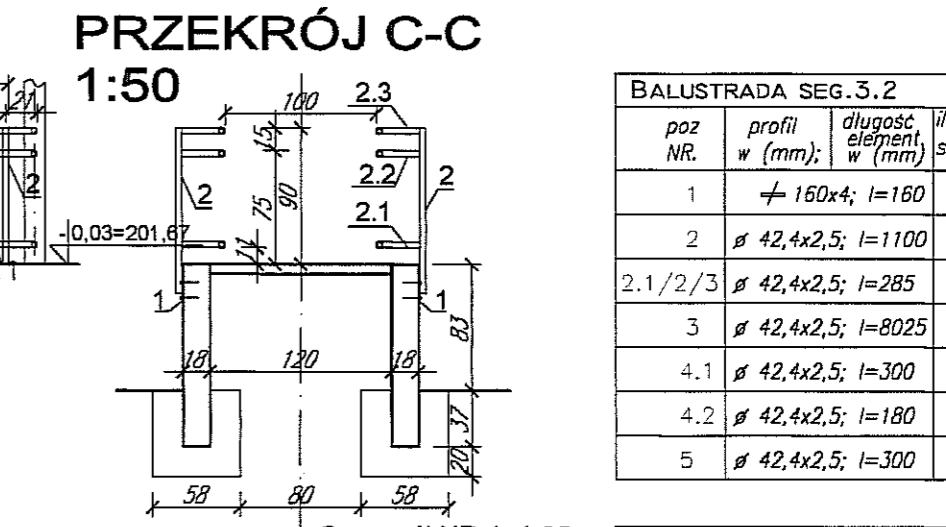 PRZEKRÓJ C-C
1:50
21
2
100
2.3
15
2.2
2
2
75
90
2.1
-0,03=201,67
11
1
1
83
18
120
18
37
20
58
80
58
BALUSTRADA SEG.3.2
poz NR.
profil w (mm);
długość element. w (mm)
1
160x4; l=160
2
ø 42,4x2,5; l=1100
2.1/2/3
ø 42,4x2,5; l=285
3
ø 42,4x2,5; l=8025
4.1
ø 42,4x2,5; l=300
4.2
ø 42,4x2,5; l=180
5
ø 42,4x2,5; l=300